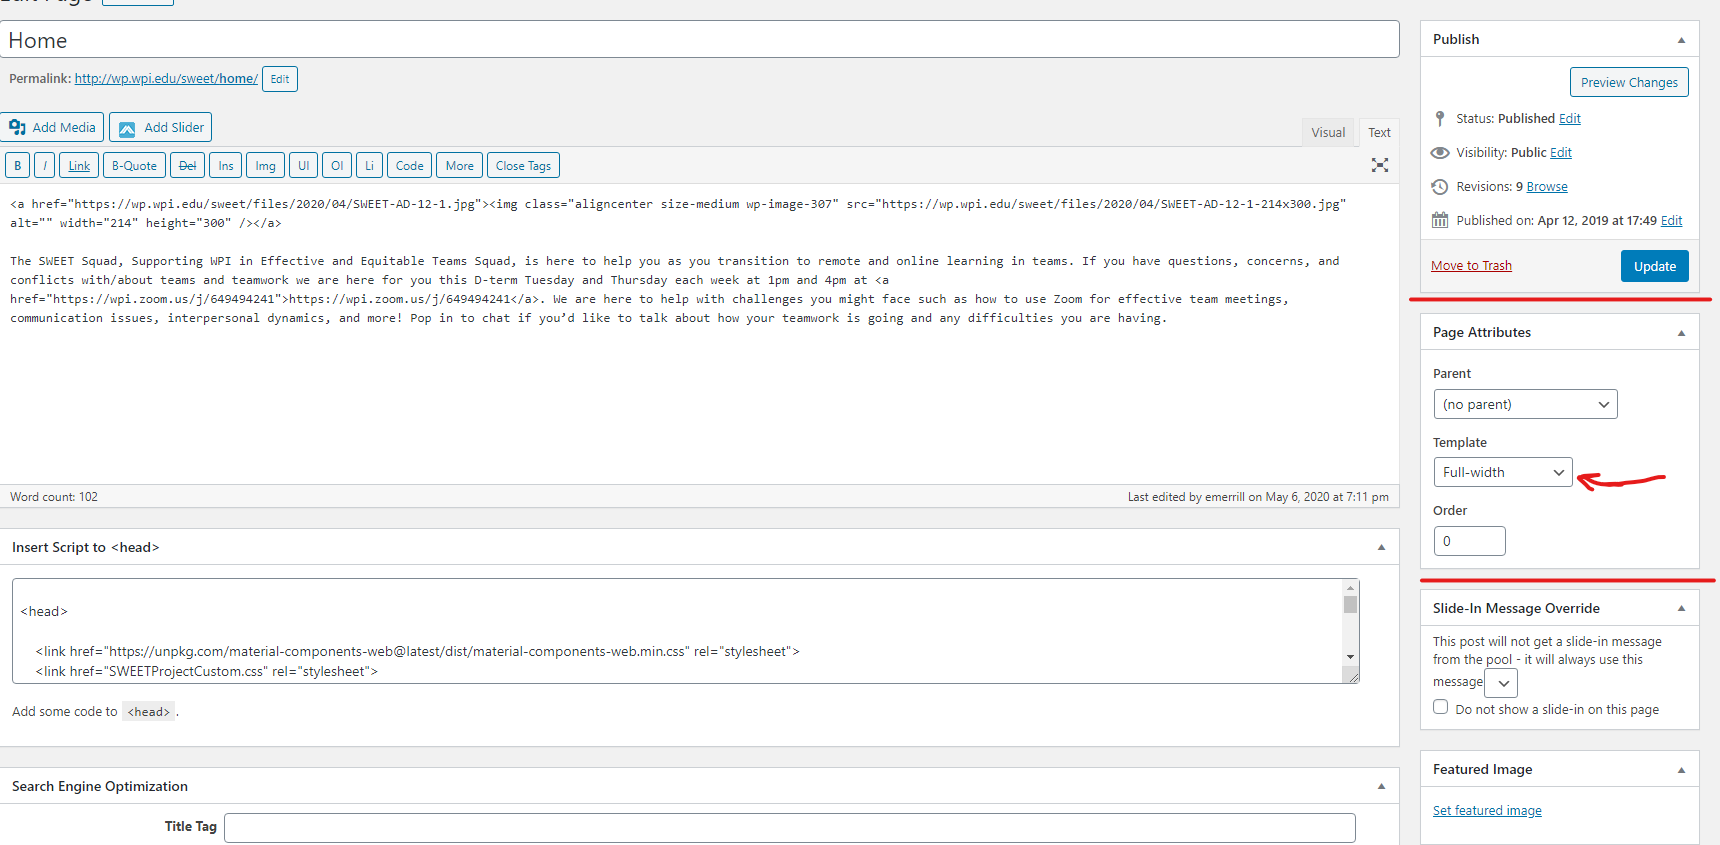 Edit Page
Home
Permalink: http://wp.wpi.edu/sweet/home/ Edit
Add Media Add Slider
Visual Text
B I Link B-Quote Del Ins Img Ul Ol Li Code More Close Tags
<a href="https://wp.wpi.edu/sweet/files/2020/04/SWEET-AD-12-1.jpg"><img class="aligncenter size-medium wp-image-307" src="https://wp.wpi.edu/sweet/files/2020/04/SWEET-AD-12-1-214x300.jpg"
alt="" width="214" height="300" /></a>
The SWEET Squad, Supporting WPI in Effective and Equitable Teams Squad, is here to help you as you transition to remote and online learning in teams. If you have questions, concerns, and
conflicts with/about teams and teamwork we are here for you this D-term Tuesday and Thursday each week at 1pm and 4pm at <a
href="https://wpi.zoom.us/j/649494241">https://wpi.zoom.us/j/649494241</a>. We are here to help with challenges you might face such as how to use Zoom for effective team meetings,
communication issues, interpersonal dynamics, and more! Pop in to chat if you’d like to talk about how your teamwork is going and any difficulties you are having.
Word count: 102
Last edited by emerrill on May 6, 2020 at 7:11 pm
Insert Script to <head>
<head>
<link href="https://unpkg.com/material-components-web@latest/dist/material-components-web.min.css" rel="stylesheet">
<link href="SWEETProjectCustom.css" rel="stylesheet">
Add some code to <head> .
Search Engine Optimization
Title Tag
Publish
Preview Changes
Status: Published Edit
Visibility: Public Edit
Revisions: 9 Browse
Published on: Apr 12, 2019 at 17:49 Edit
Move to Trash Update
Page Attributes
Parent
(no parent)
Template
Full-width
Order
0
Slide-In Message Override
This post will not get a slide-in message
from the pool - it will always use this
message
Do not show a slide-in on this page
Featured Image
Set featured image